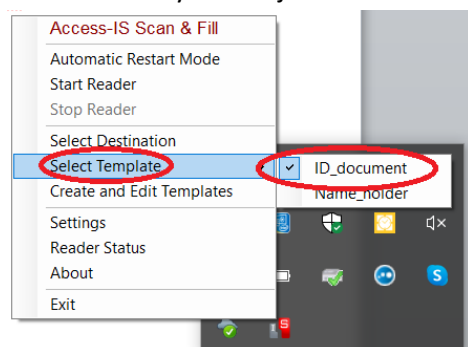 Access-IS Scan & Fill
Automatic Restart Mode
Start Reader
Stop Reader
Select Destination
Select Template
ID_document
Name_holder
Create and Edit Templates
Settings
Reader Status
About
Exit